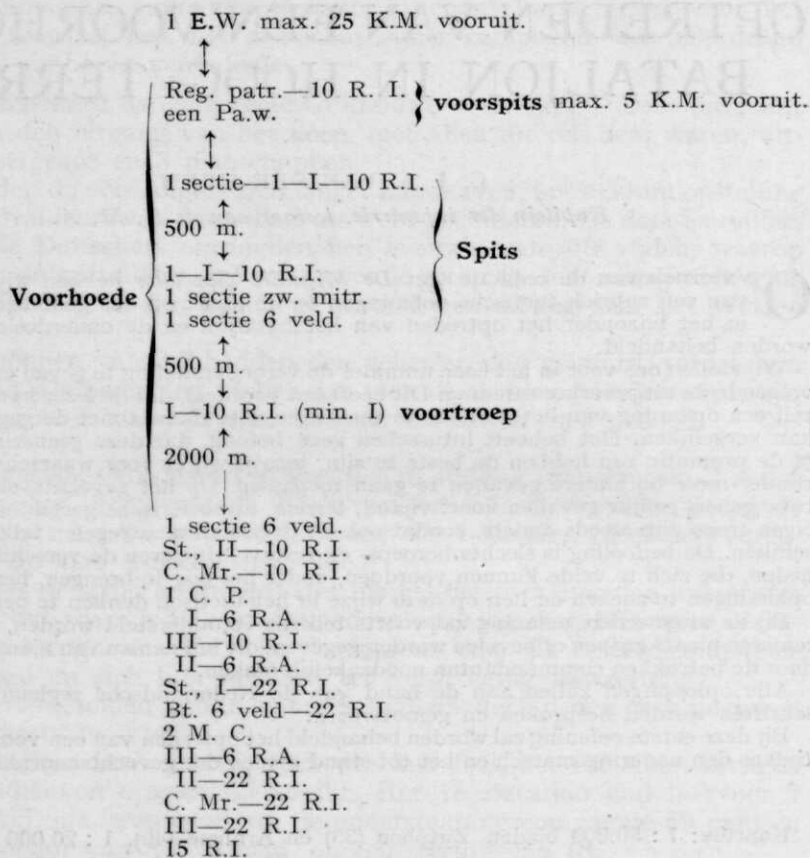 1 E.W. max. 25 K.M. vooruit.
Reg. patr.—10 R.I.
een Pa.w.
voorspits max. 5 K.M. vooruit.
1 sectie—1—I—10 R.I.
500 m.
Spits
1—I—10 R.I.
1 sectie zw. mitr.
1 sectie 6 veld.
Voorhoede
500 m.
I—10 R.I. (min. I) voortroep
2000 m.
1 sectie 6 veld.
St., II—10 R.I.
C. Mr.—10 R.I.
1 C. P.
I—6 R.A.
III—10 R.I.
II—6 R.A.
St. I—22 R.I.
Bt. 6 veld—22 R.I.
2 M. C.
III—6 R.A.
II—22 R.I.
C. Mr.—22 R.I.
III—22 R.I.
15 R.I.